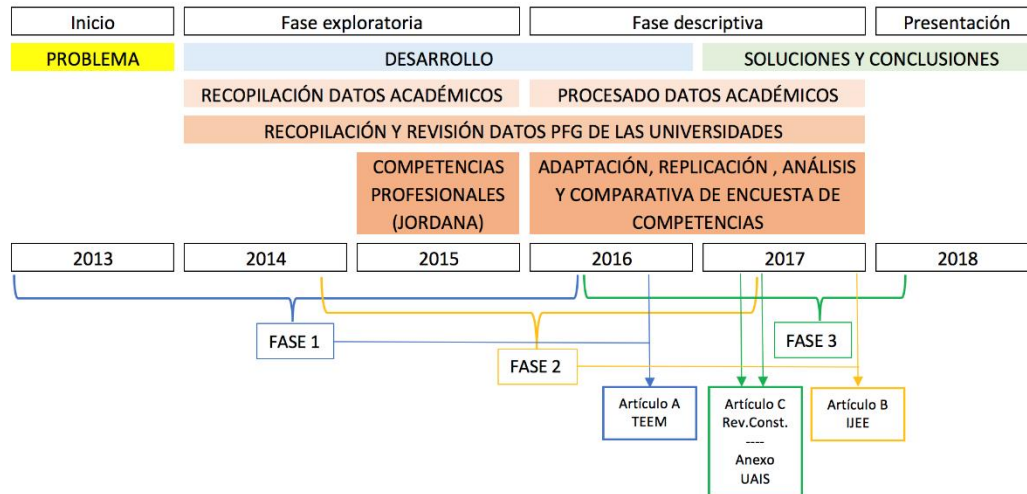 Inicio
Fase exploratoria
Fase descriptiva
Presentación
PROBLEMA
DESARROLLO
SOLUCIONES Y CONCLUSIONES
RECOPILACIÓN DATOS ACADÉMICOS
PROCESADO DATOS ACADÉMICOS
RECOPILACIÓN Y REVISIÓN DATOS PFG DE LAS UNIVERSIDADES
COMPETENCIAS
PROFESIONALES
(JORDANA)
ADAPTACIÓN, REPLICACIÓN , ANÁLISIS
Y COMPARATIVA DE ENCUESTA DE
COMPETENCIAS
2013
2014
2015
2016
2017
2018
FASE 1
FASE 2
FASE 3
Artículo A
TEEM
Artículo C
Rev.Const.
----
Anexo
UAIS
Artículo B
IJEE